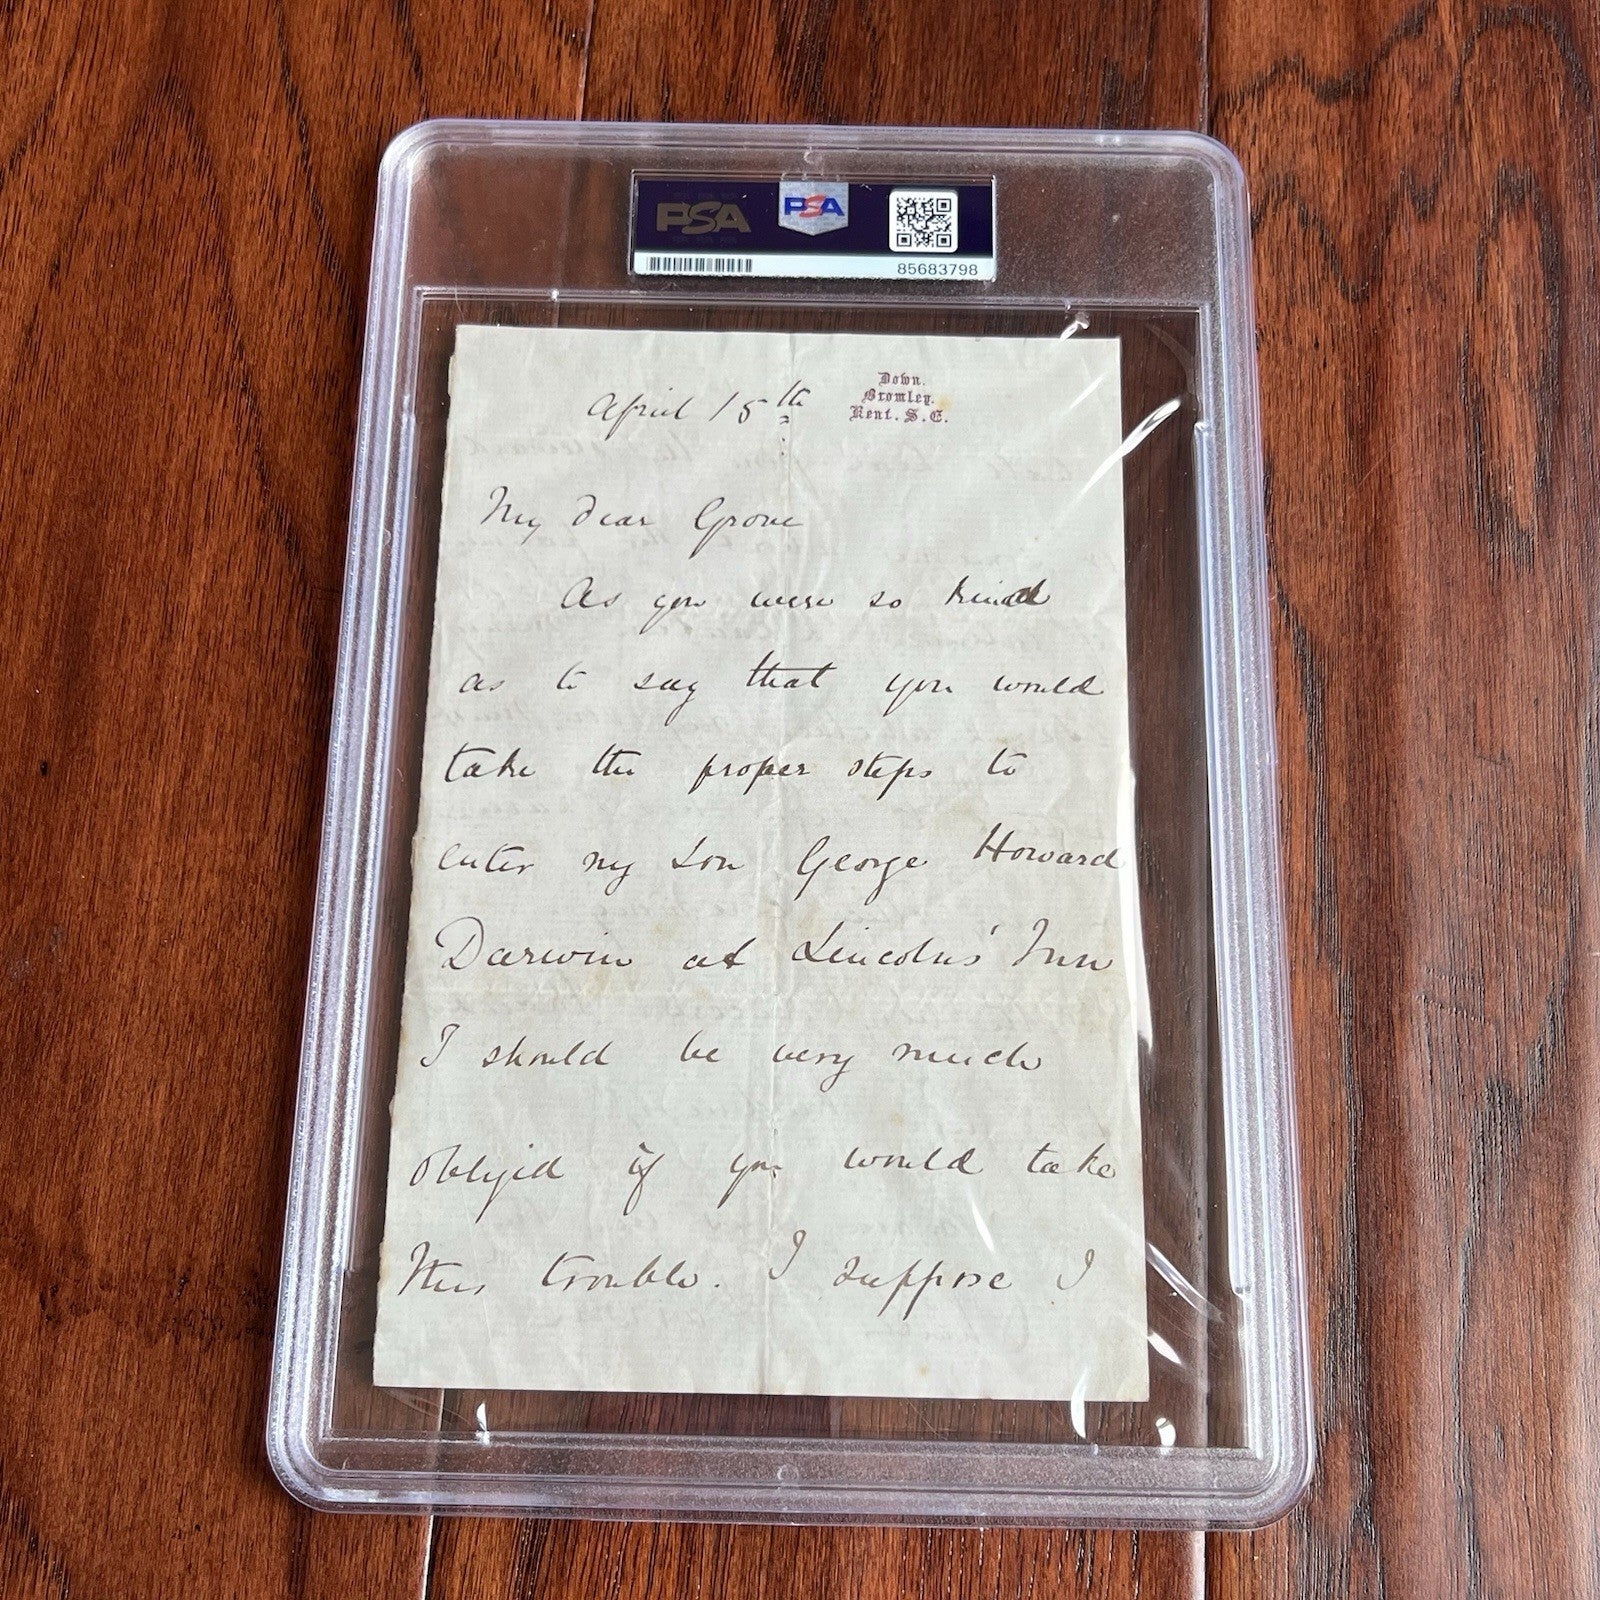 PSA
PSA
85683798
Down.
Bromley.
Kent. S.E.
April 15th
My dear Grove
As you were so kind
as to say that you would
take the proper steps to
enter my son George Howard
Darwin at Lincolns' Inn
I should be very much
obliged if you would take
this trouble. I suppose I